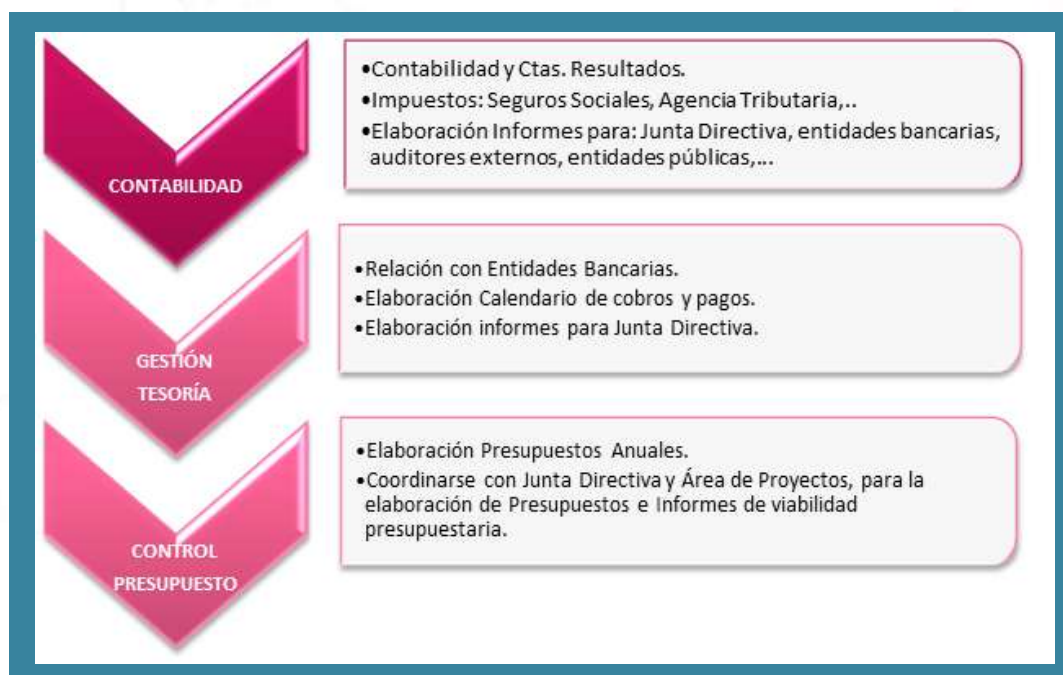 CONTABILIDAD
•Contabilidad y Ctas. Resultados.
•Impuestos: Seguros Sociales, Agencia Tributaria,..
•Elaboración Informes para: Junta Directiva, entidades bancarias,
auditores externos, entidades públicas,...
GESTIÓN
TESORÍA
•Relación con Entidades Bancarias.
•Elaboración Calendario de cobros y pagos.
•Elaboración informes para Junta Directiva.
CONTROL
PRESUPUESTO
•Elaboración Presupuestos Anuales.
•Coordinarse con Junta Directiva y Área de Proyectos, para la
elaboración de Presupuestos e Informes de viabilidad
presupuestaria.